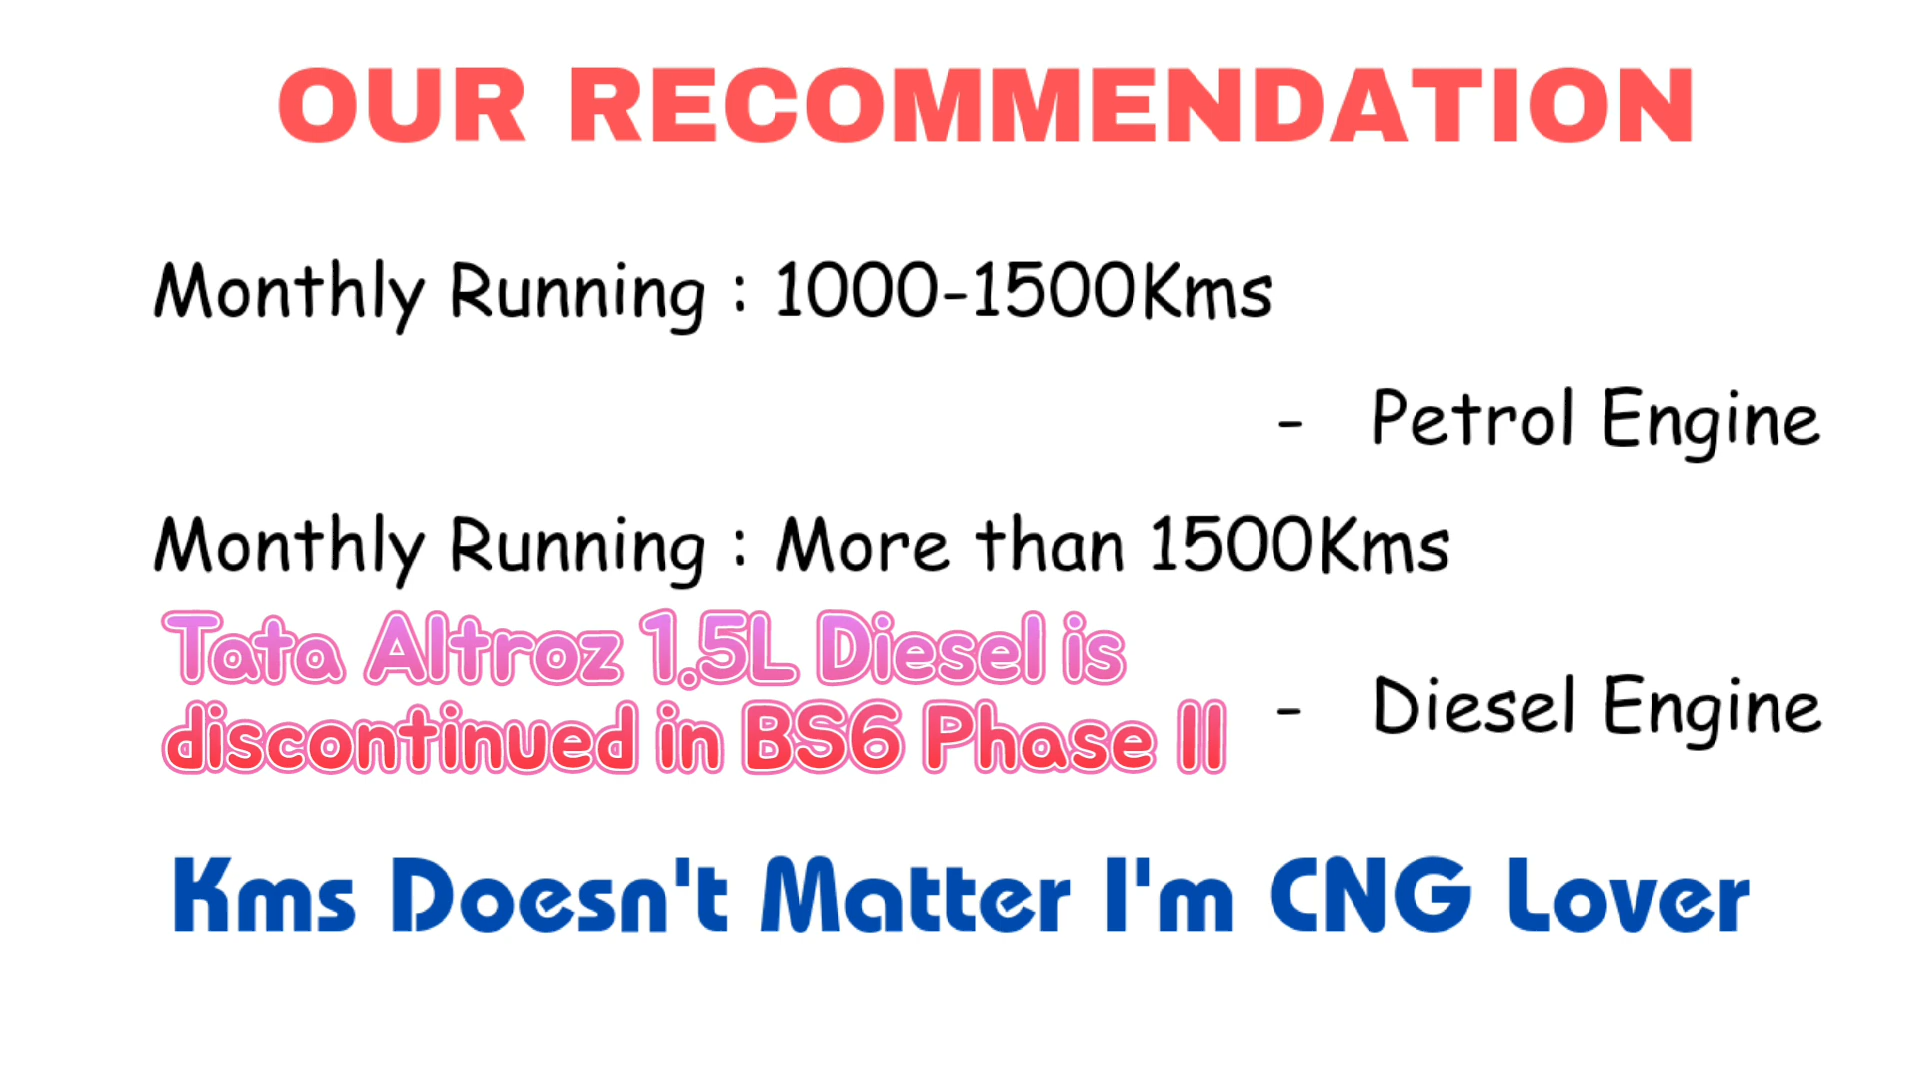 OUR RECOMMENDATION
Monthly Running : 1000-1500Kms
- Petrol Engine
Monthly Running : More than 1500Kms
Tata Altroz 1.5L Diesel is
discontinued in BS6 Phase II
- Diesel Engine
Kms Doesn't Matter I'm CNG Lover